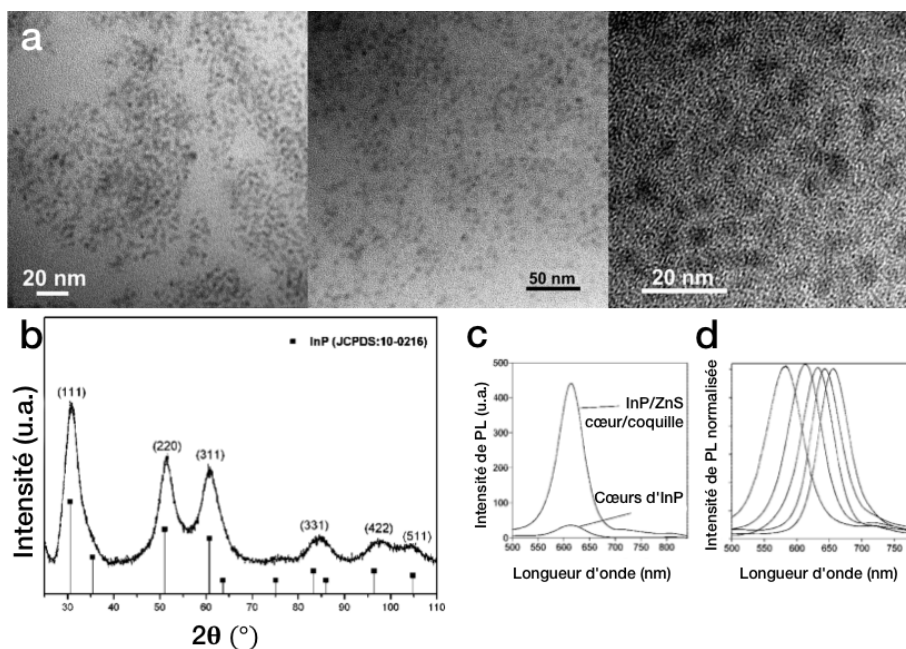 a
20 nm
50 nm
20 nm
b
InP (JCPDS:10-0216)
(111)
(220)
(311)
(331)
(422)
(511)
Intensité (u.a.)
30 40 50 60 70 80 90 100 110
2θ (°)
c
500
400
300
200
100
0
InP/ZnS
cœur/coquille
Cœurs d'InP
Intensité de PL (u.a.)
500 550 600 650 700 750 800
Longueur d'onde (nm)
d
Intensité de PL normalisée
500 550 600 650 700 750
Longueur d'onde (nm)